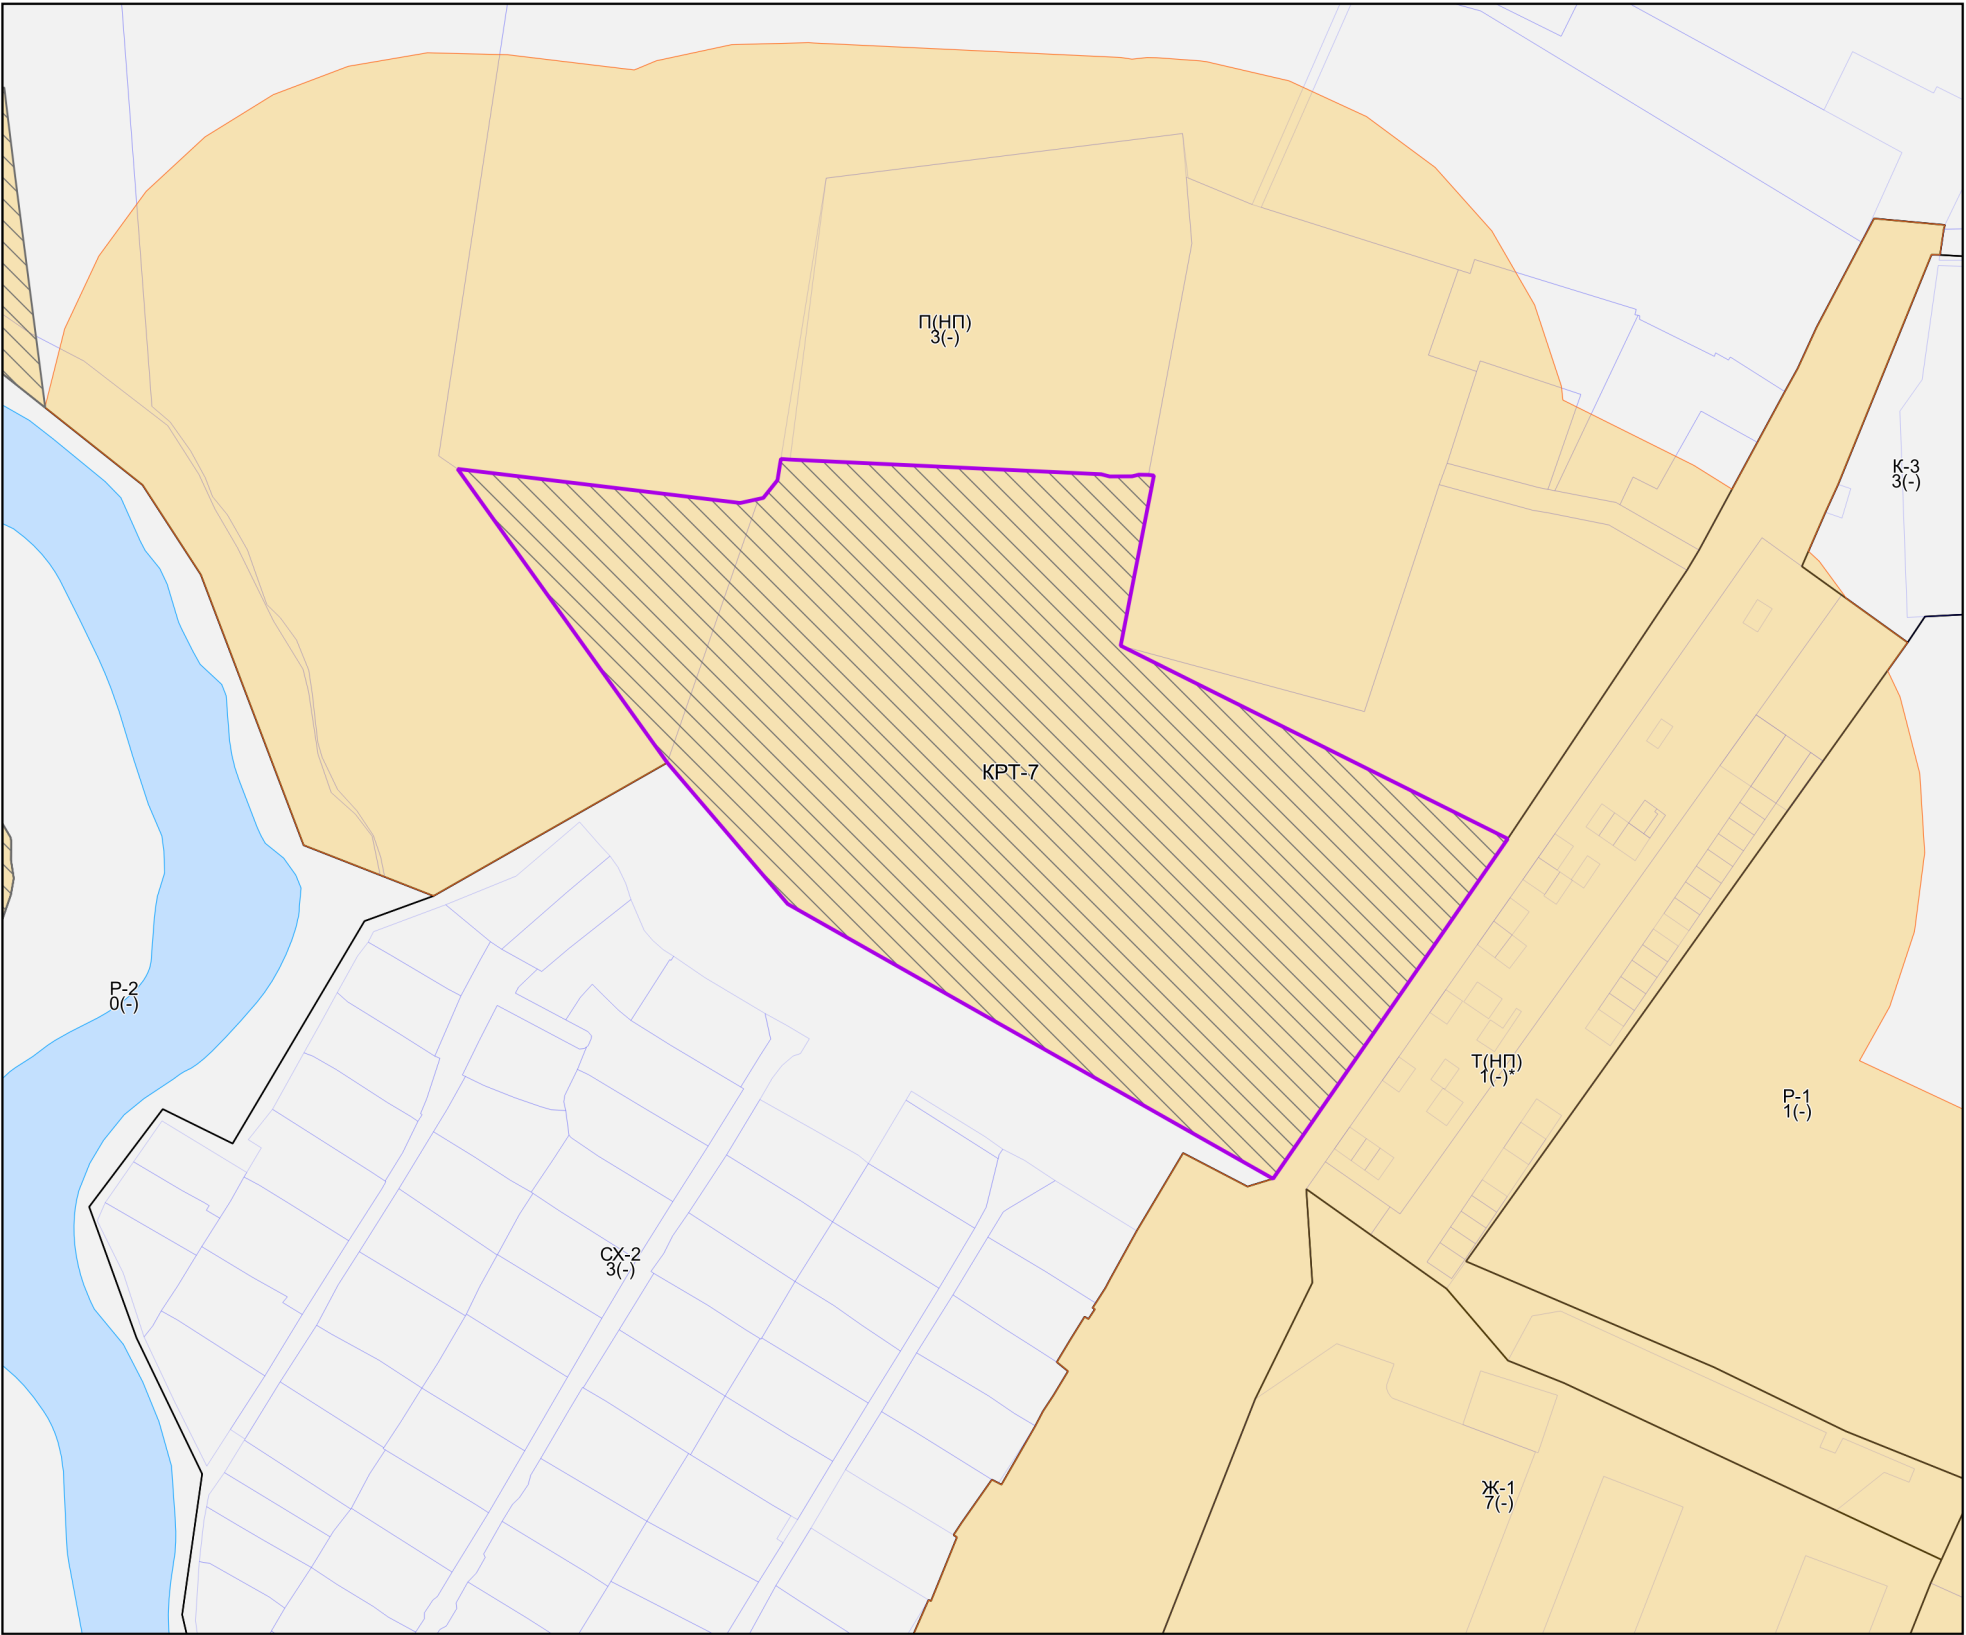 П(НП)
3(-)
К-3
3(-)
КРТ-7
Р-2
0(-)
Т(НП)
1(-)*
Р-1
1(-)
СХ-2
3(-)
Ж-1
7(-)